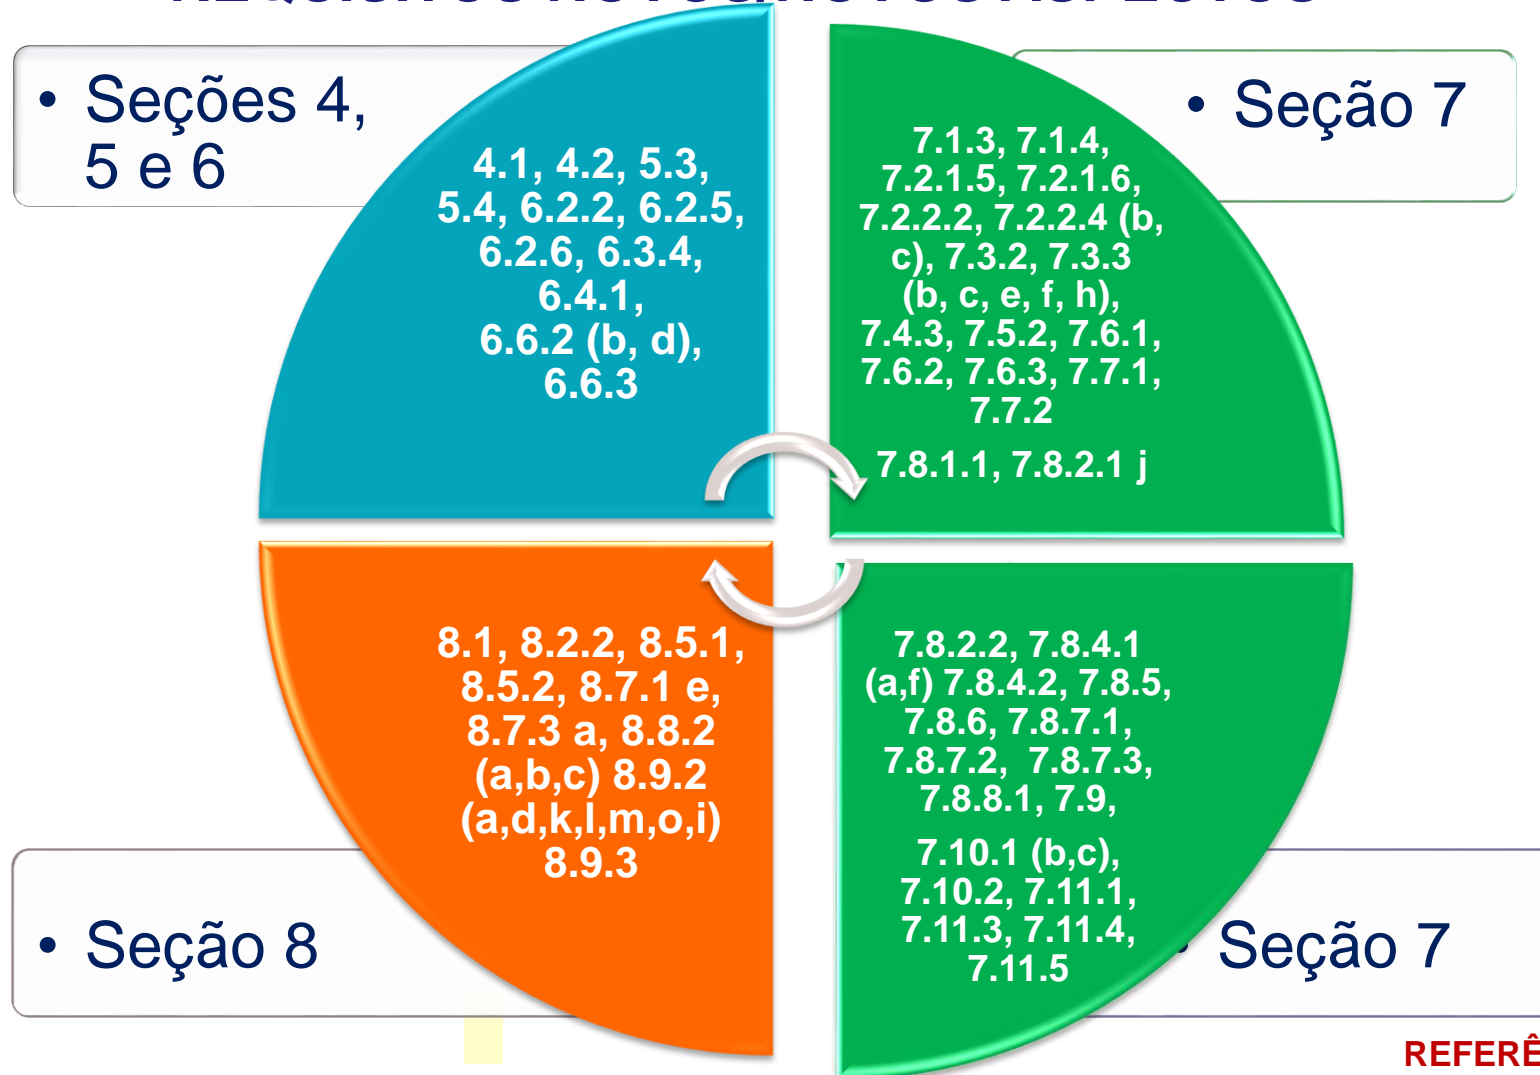 • Seções 4,
5 e 6
4.1, 4.2, 5.3,
5.4, 6.2.2, 6.2.5,
6.2.6, 6.3.4,
6.4.1,
6.6.2 (b, d),
6.6.3
• Seção 7
7.1.3, 7.1.4,
7.2.1.5, 7.2.1.6,
7.2.2.2, 7.2.2.4 (b,
c), 7.3.2, 7.3.3
(b, c, e, f, h),
7.4.3, 7.5.2, 7.6.1,
7.6.2, 7.6.3, 7.7.1,
7.7.2
7.8.1.1, 7.8.2.1 j
8.1, 8.2.2, 8.5.1,
8.5.2, 8.7.1 e,
8.7.3 a, 8.8.2
(a,b,c) 8.9.2
(a,d,k,l,m,o,i)
8.9.3
• Seção 8
7.8.2.2, 7.8.4.1
(a,f) 7.8.4.2, 7.8.5,
7.8.6, 7.8.7.1,
7.8.7.2, 7.8.7.3,
7.8.8.1, 7.9,
7.10.1 (b,c),
7.10.2, 7.11.1,
7.11.3, 7.11.4,
7.11.5
• Seção 7
REFERÊ